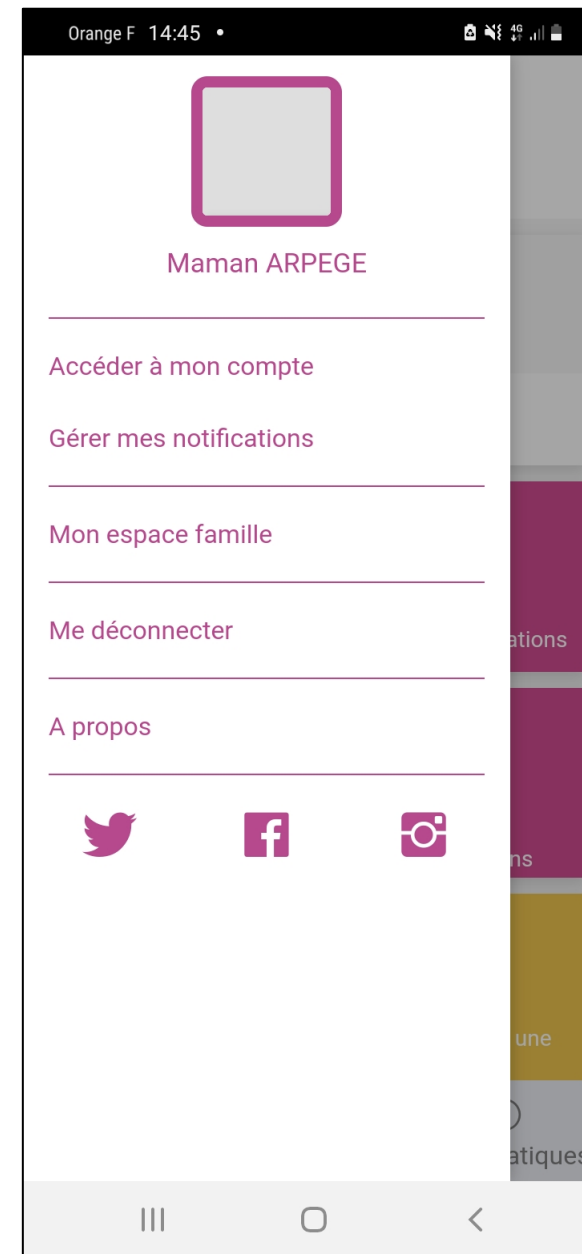 Orange F 14:45 •
4G
Maman ARPEGE
Accéder à mon compte
Gérer mes notifications
Mon espace famille
Me déconnecter
ations
A propos
ns
une
atiques